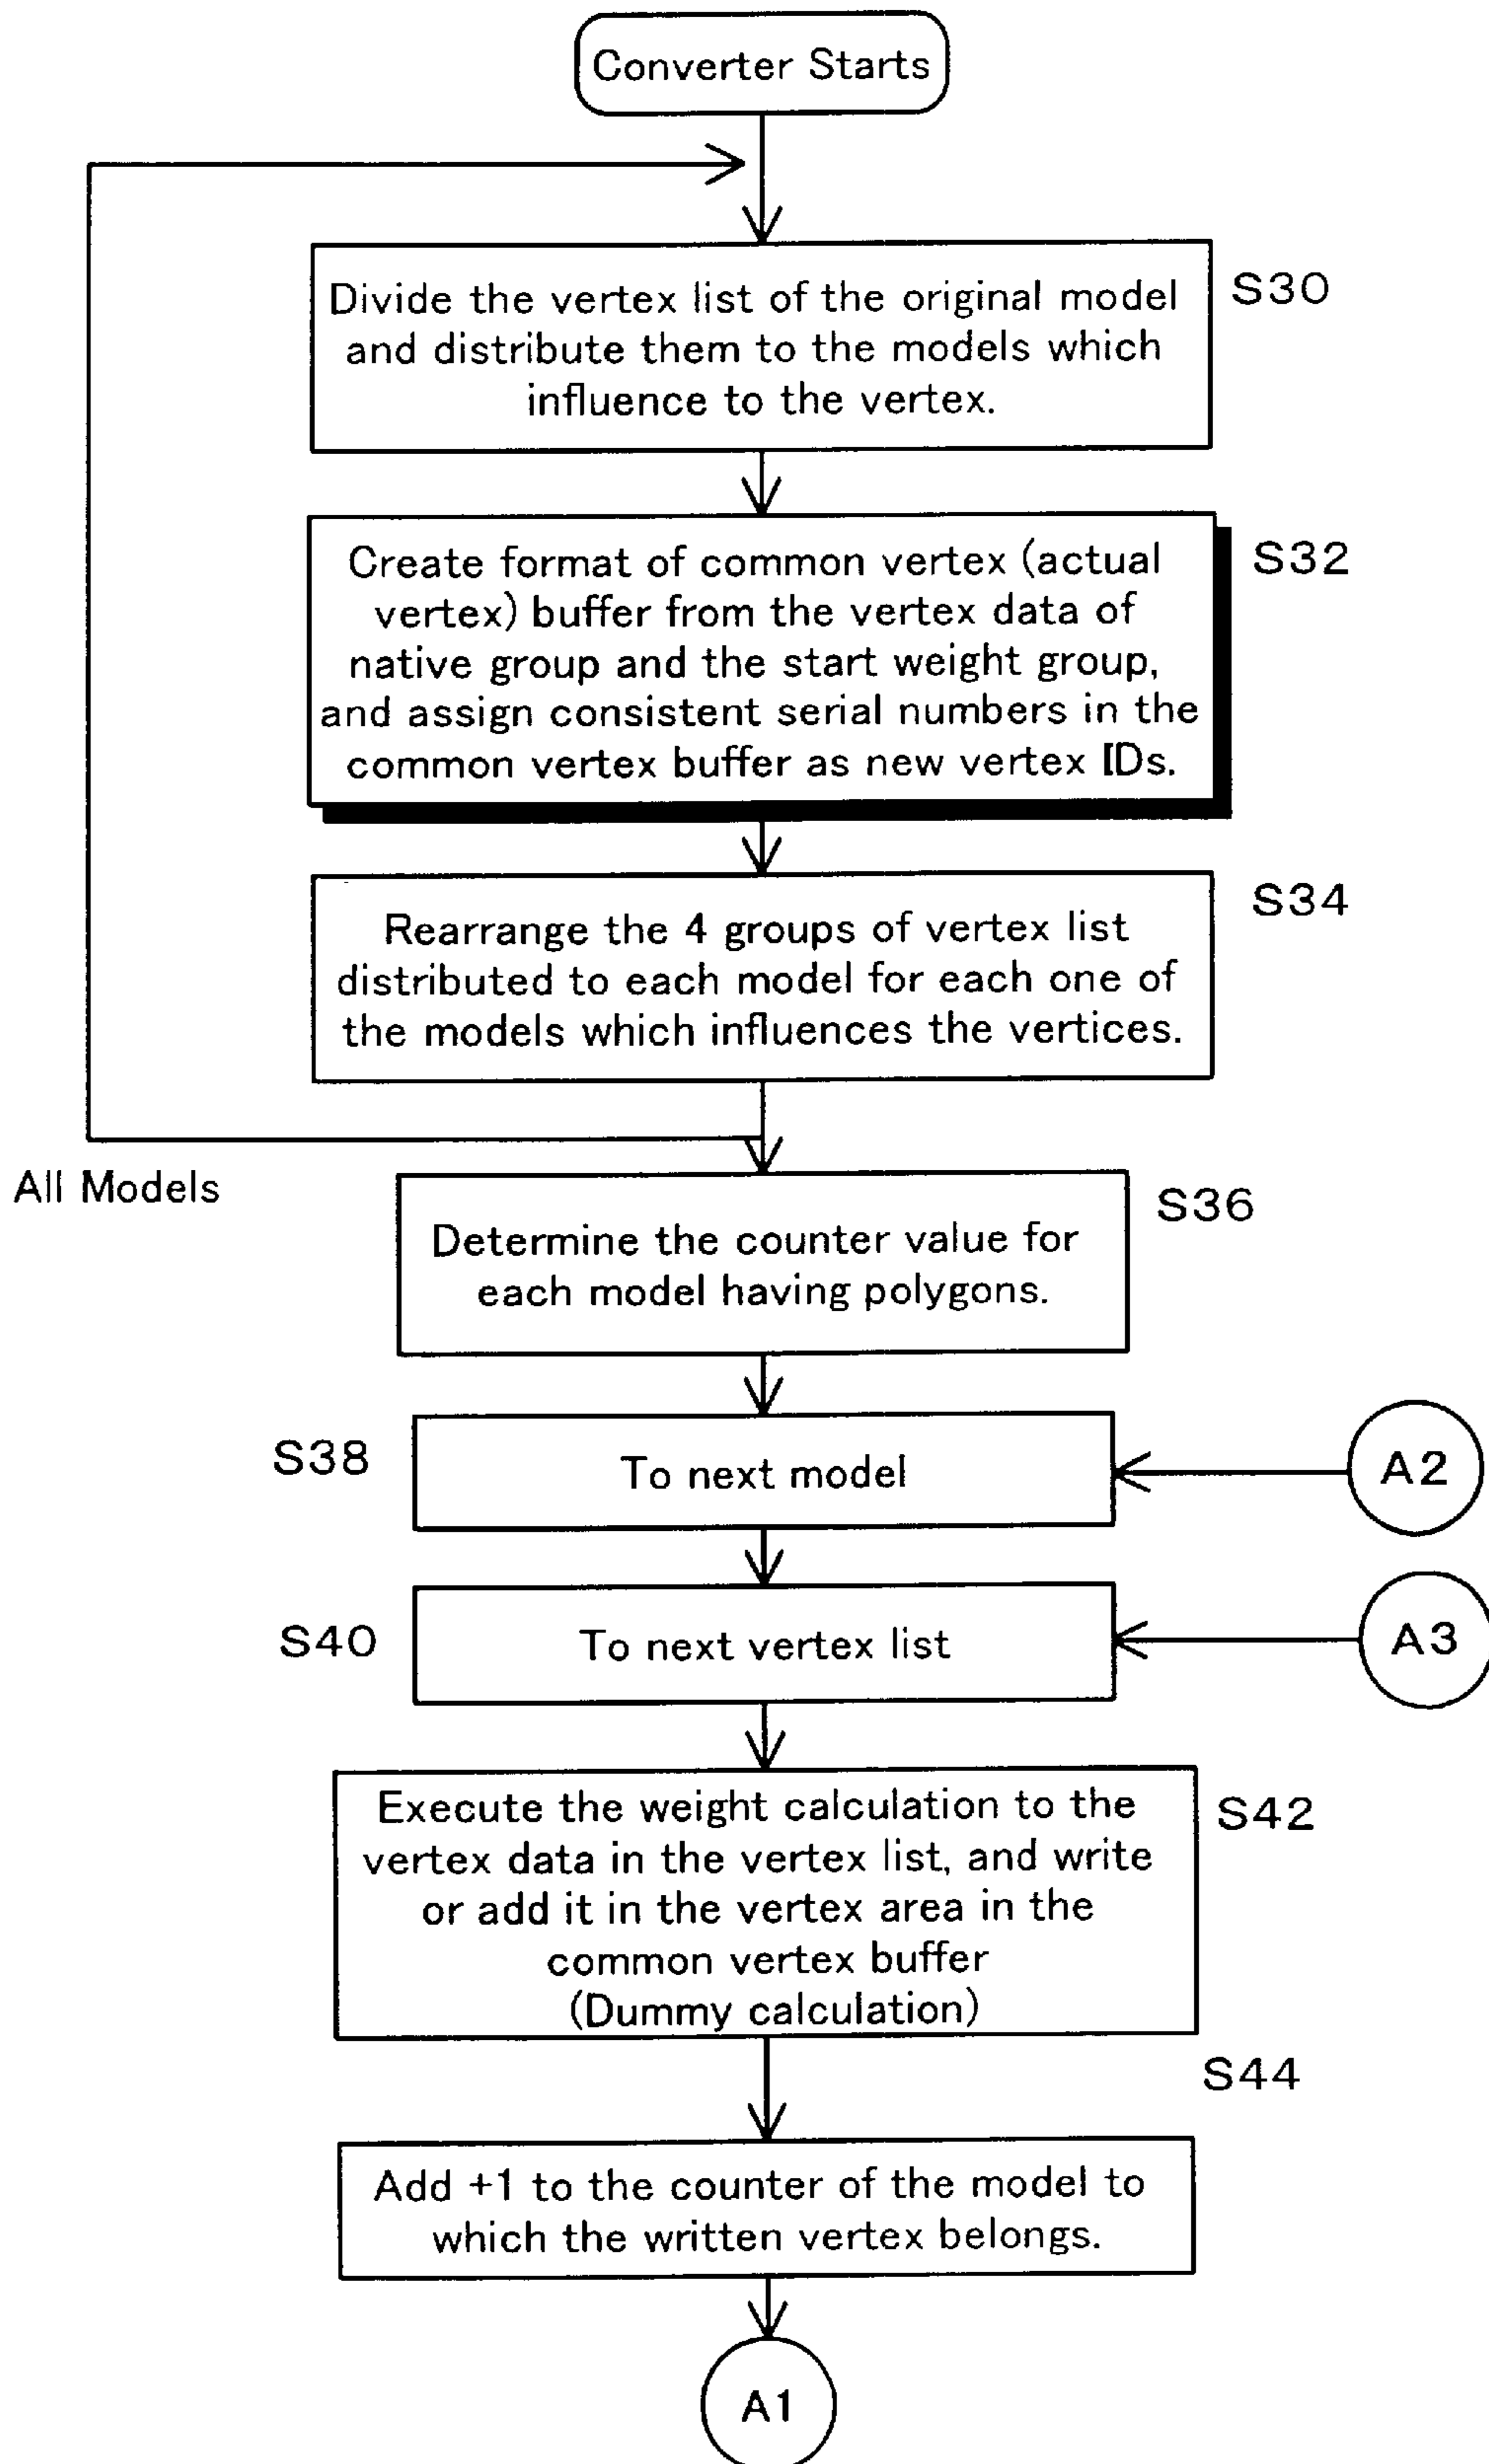 Converter Starts
Divide the vertex list of the original model
and distribute them to the models which
influence to the vertex.
S30
Create format of common vertex (actual
vertex) buffer from the vertex data of
native group and the start weight group,
and assign consistent serial numbers in the
common vertex buffer as new vertex IDs.
S32
Rearrange the 4 groups of vertex list
distributed to each model for each one of
the models which influences the vertices.
S34
All Models
Determine the counter value for
each model having polygons.
S36
S38
To next model
A2
S40
To next vertex list
A3
Execute the weight calculation to the
vertex data in the vertex list, and write
or add it in the vertex area in the
common vertex buffer
(Dummy calculation)
S42
S44
Add +1 to the counter of the model to
which the written vertex belongs.
A1